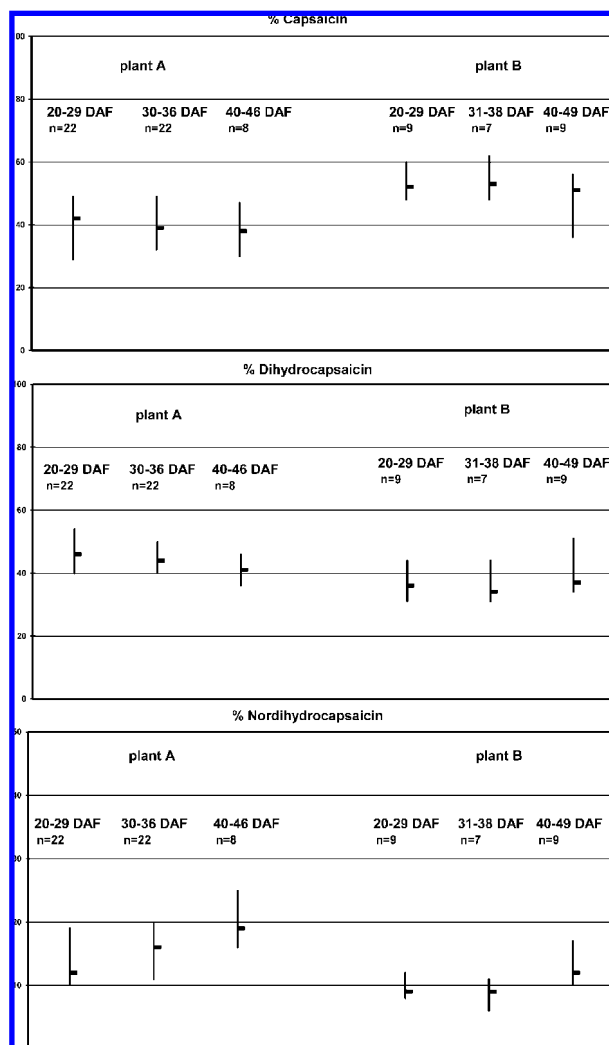 % Capsaicin
80
plant A
plant B
20-29 DAF 30-36 DAF 40-46 DAF 20-29 DAF 31-38 DAF 40-49 DAF
n=22 n=22 n=8 n=9 n=7 n=9
60
40
20
0
% Dihydrocapsaicin
100
plant A
plant B
80
20-29 DAF 30-36 DAF 40-46 DAF 20-29 DAF 31-38 DAF 40-49 DAF
n=22 n=22 n=8 n=9 n=7 n=9
60
40
20
0
% Nordihydrocapsaicin
50
plant A plant B
40
20-29 DAF 30-36 DAF 40-46 DAF 20-29 DAF 31-38 DAF 40-49 DAF
n=22 n=22 n=8 n=9 n=7 n=9
30
20
10